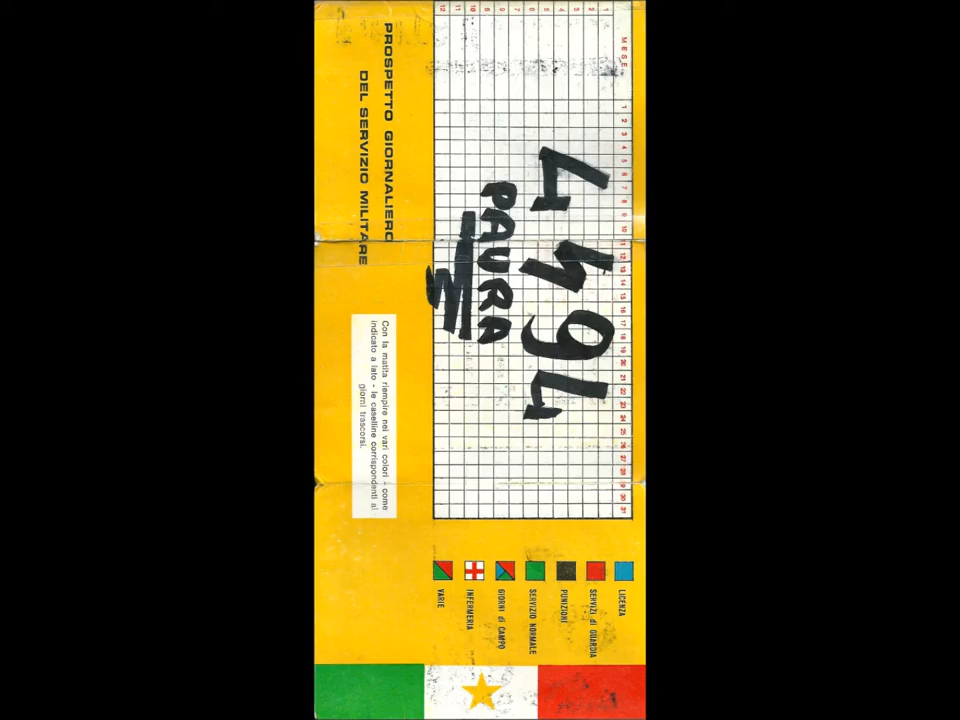 MESE 1 2 3 4 5 6 7 8 9 10 11 12 13 14 15 16 17 18 19 20 21 22 23 24 25 26 27 28 29 30 31
1
2
3
4
5
6
7
8
9
10
11
12
PAURA
LICENZA
SERVIZI di GUARDIA
PUNIZIONI
SERVIZIO NORMALE
GIORNI di CAMPO
INFERMERIA
VARIE
PROSPETTO GIORNALIERO
DEL SERVIZIO MILITARE
Con la matita riempire nei vari colori - come
indicato a lato - le caselline corrispondenti ai
giorni trascorsi.